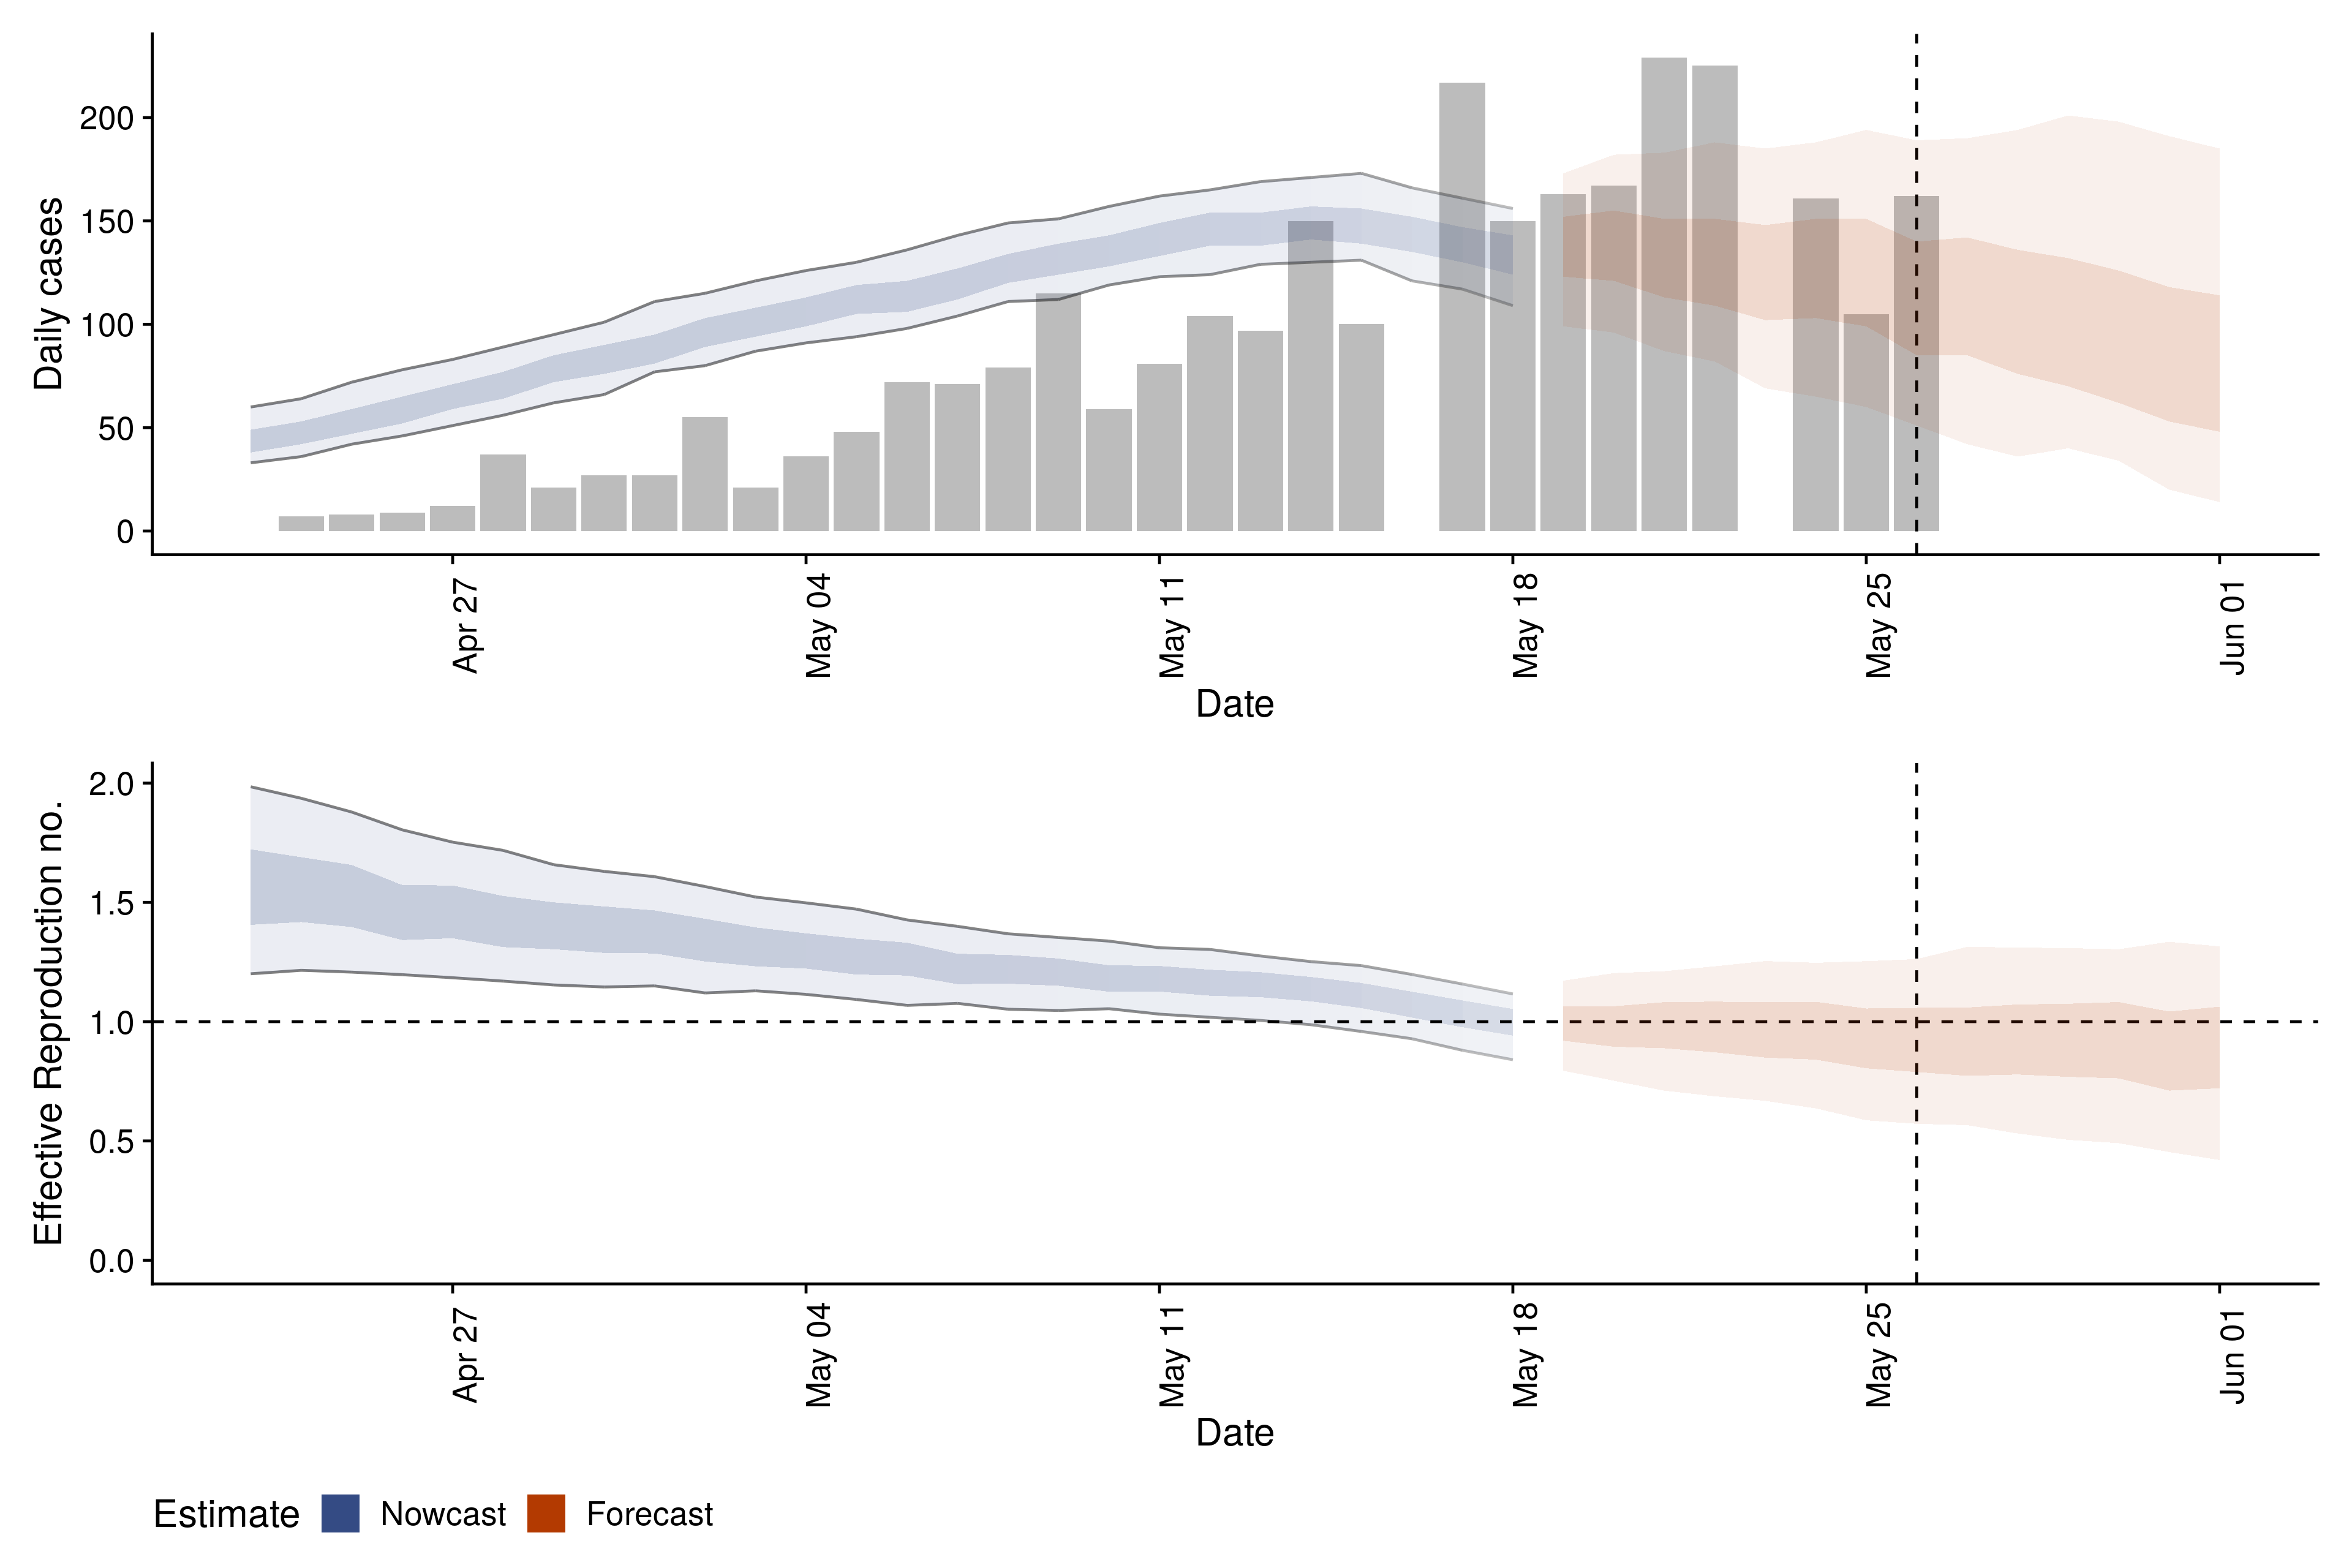 Daily cases
200
150
100
50
0
Apr 27
May 04
May 11
May 18
May 25
Jun 01
Date
Effective Reproduction no.
2.0
1.5
1.0
0.5
0.0
Apr 27
May 04
May 11
May 18
May 25
Jun 01
Date
Estimate Nowcast Forecast